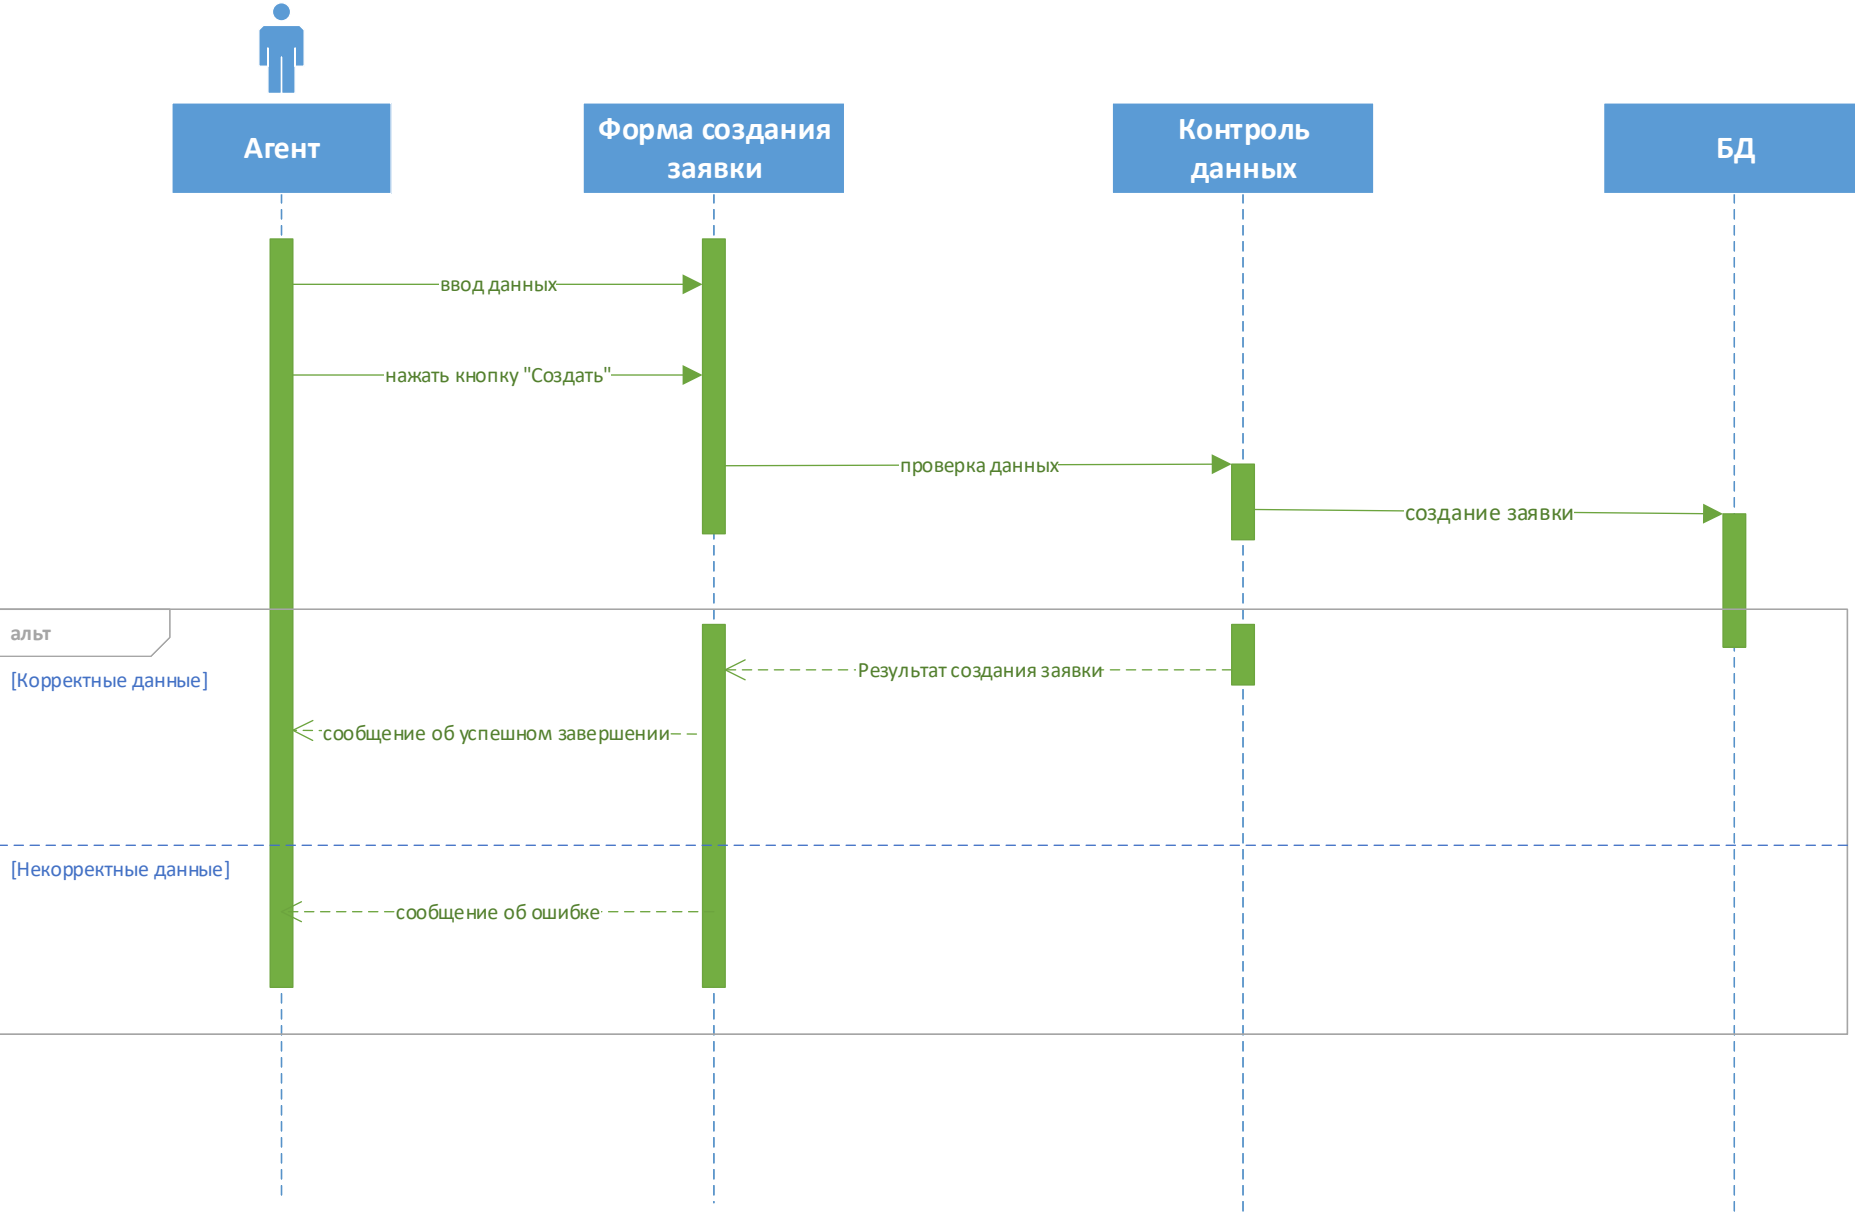 Агент
Форма создания
заявки
Контроль
данных
БД
ввод данных
нажать кнопку "Создать"
проверка данных
создание заявки
альт
[Корректные данные]
Результат создания заявки
сообщение об успешном завершении
[Некорректные данные]
сообщение об ошибке